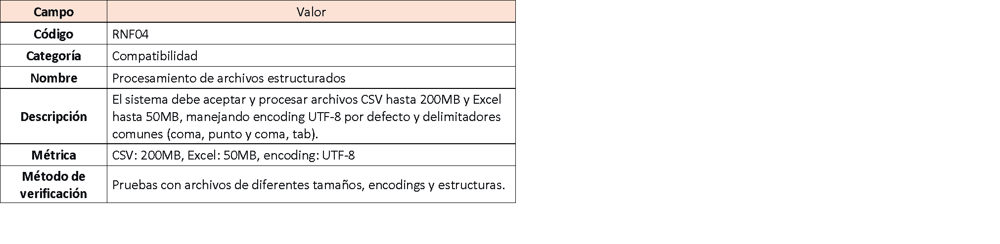 Campo Valor
Código RNF04
Categoría Compatibilidad
Nombre Procesamiento de archivos estructurados
Descripción El sistema debe aceptar y procesar archivos CSV hasta 200MB y Excel
hasta 50MB, manejando encoding UTF-8 por defecto y delimitadores
comunes (coma, punto y coma, tab).
Métrica CSV: 200MB, Excel: 50MB, encoding: UTF-8
Método de
verificación Pruebas con archivos de diferentes tamaños, encodings y estructuras.